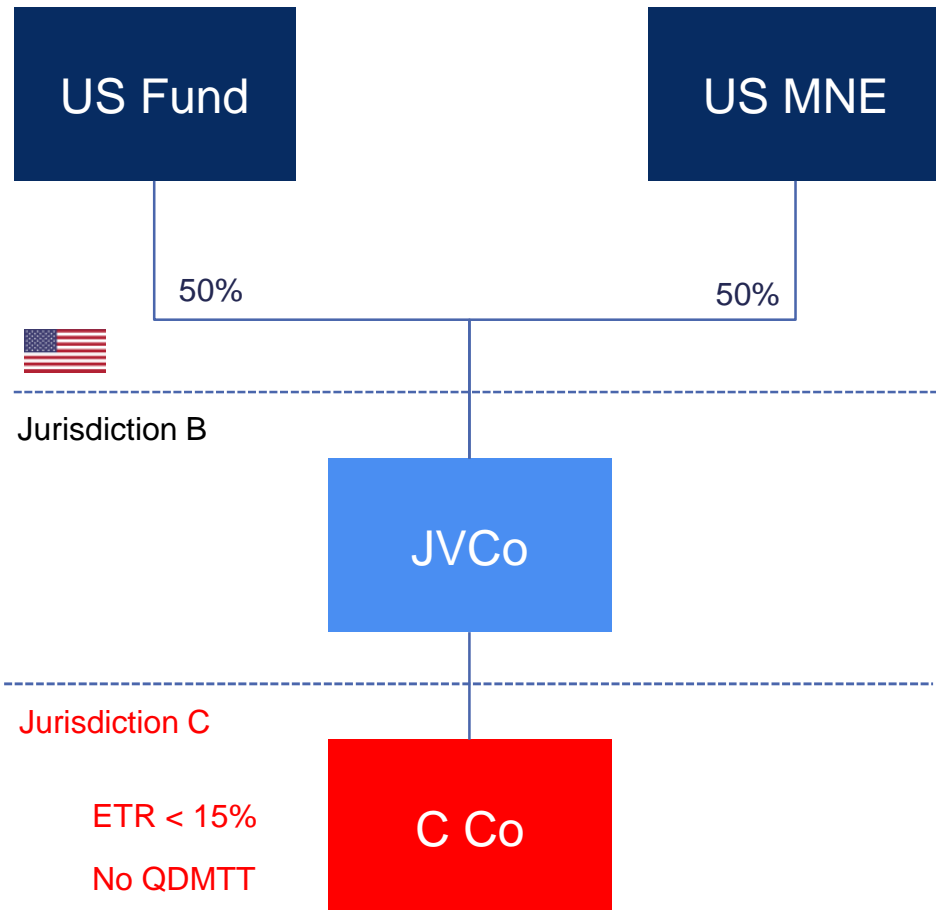 US Fund
US MNE
50%
50%
Jurisdiction B
JVCo
Jurisdiction C
ETR < 15%
C Co
No QDMTT